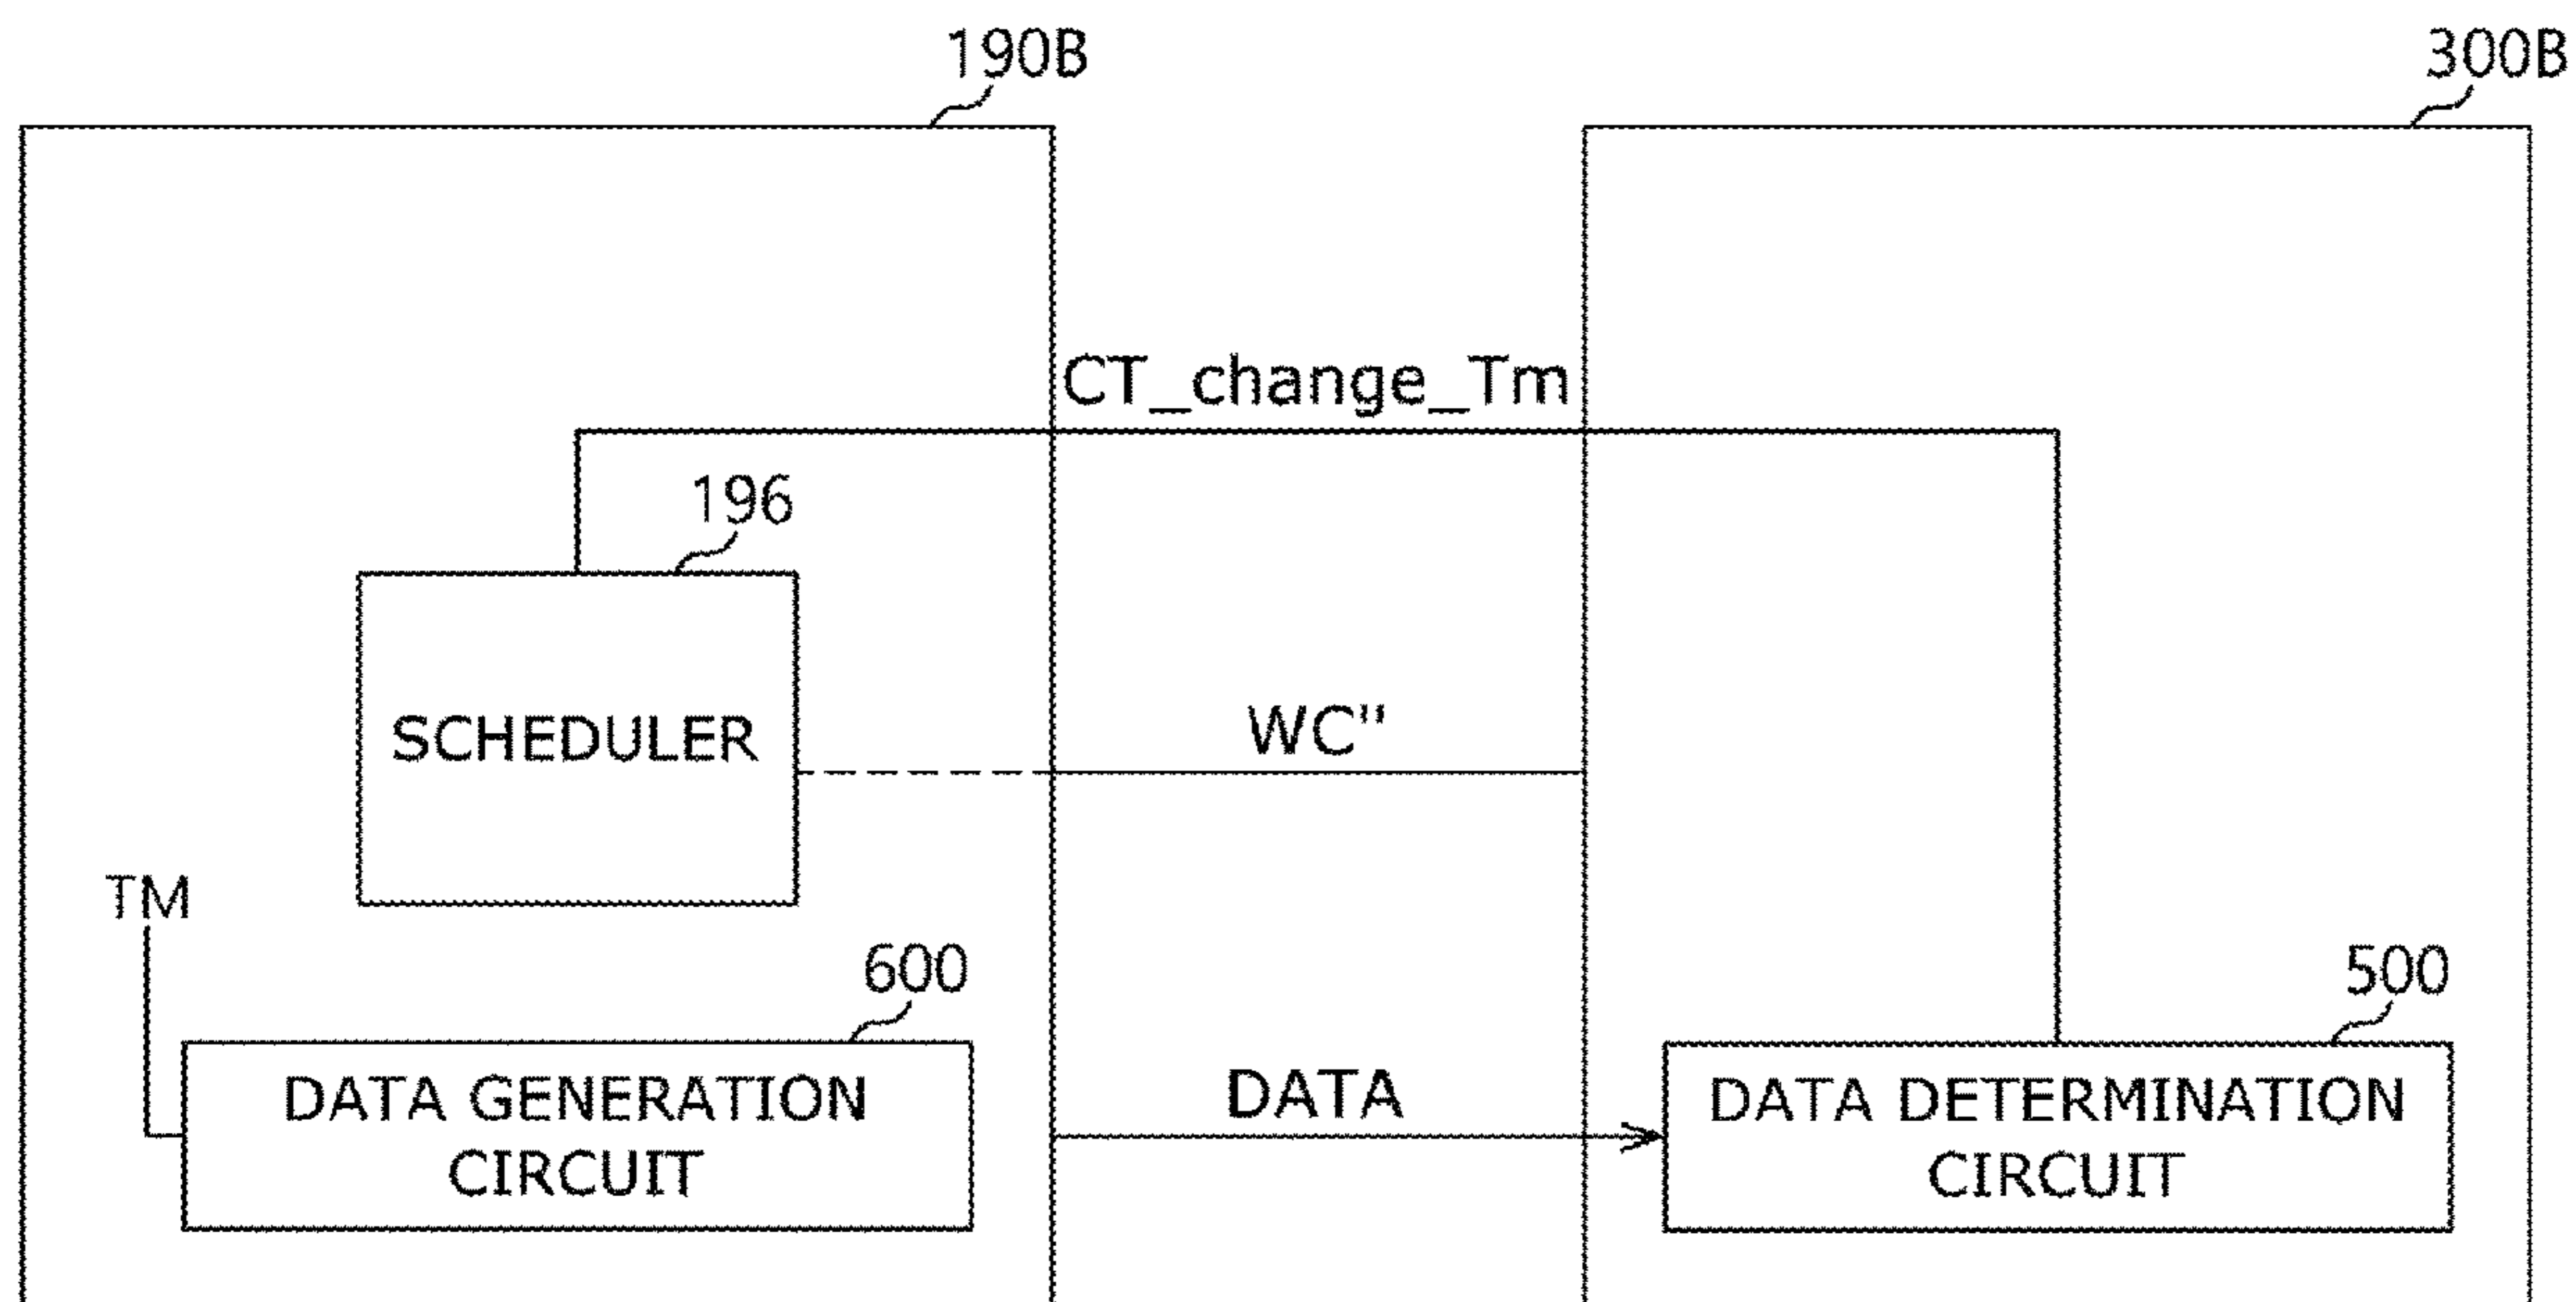 190B
300B
CT_change_Tm
196
SCHEDULER
WC"
TM
600
500
DATA GENERATION
CIRCUIT
DATA
DATA DETERMINATION
CIRCUIT